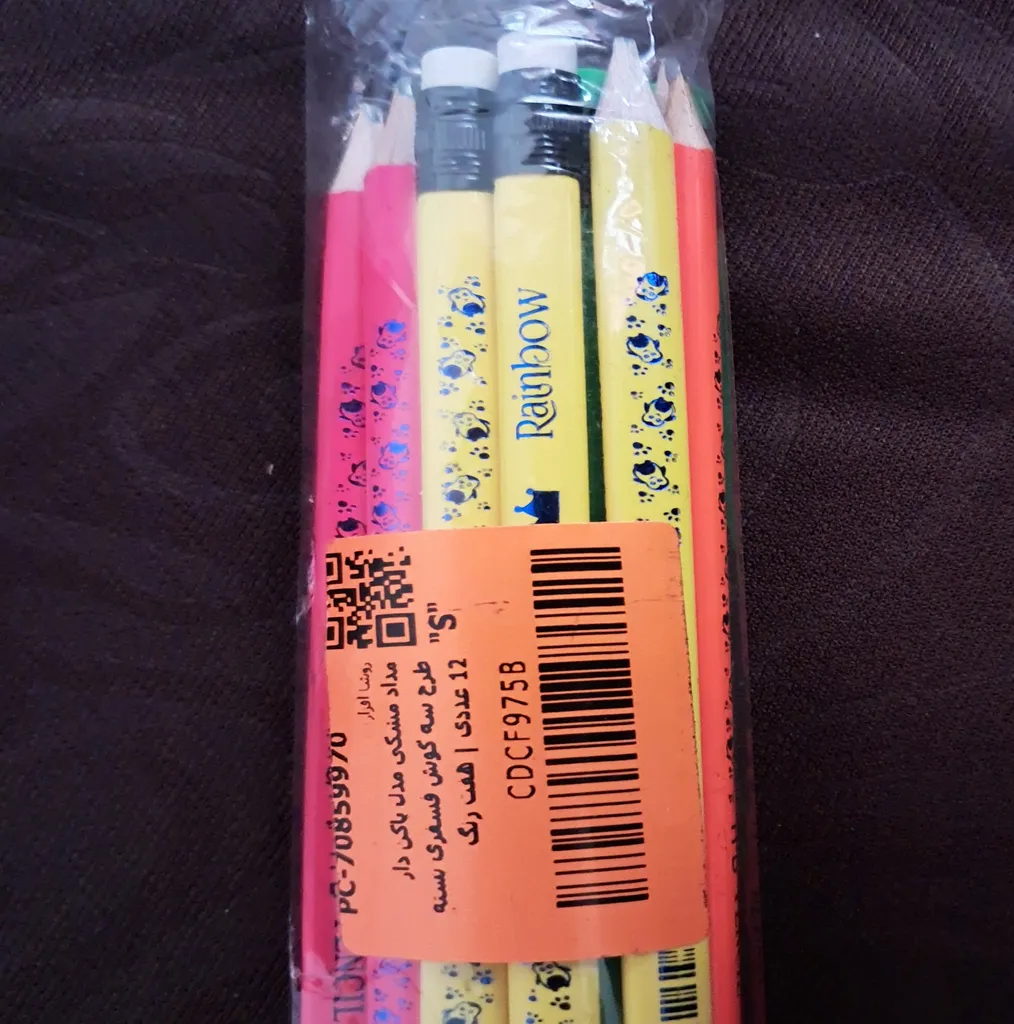 Rainbow
روشا افراز
مداد مشکی مدل پاکن دار
طرح سه گوش فسفری بسته
12 عددی | هفت رنگ
"S"
CDCF975B
PC-70859970